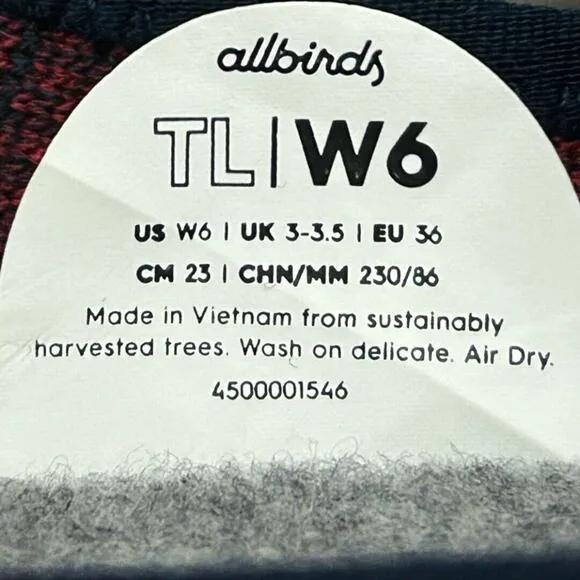 allbirds
TL | W6
US W6 | UK 3-3.5 | EU 36
CM 23 | CHN/MM 230/86
Made in Vietnam from sustainably
harvested trees. Wash on delicate. Air Dry.
4500001546